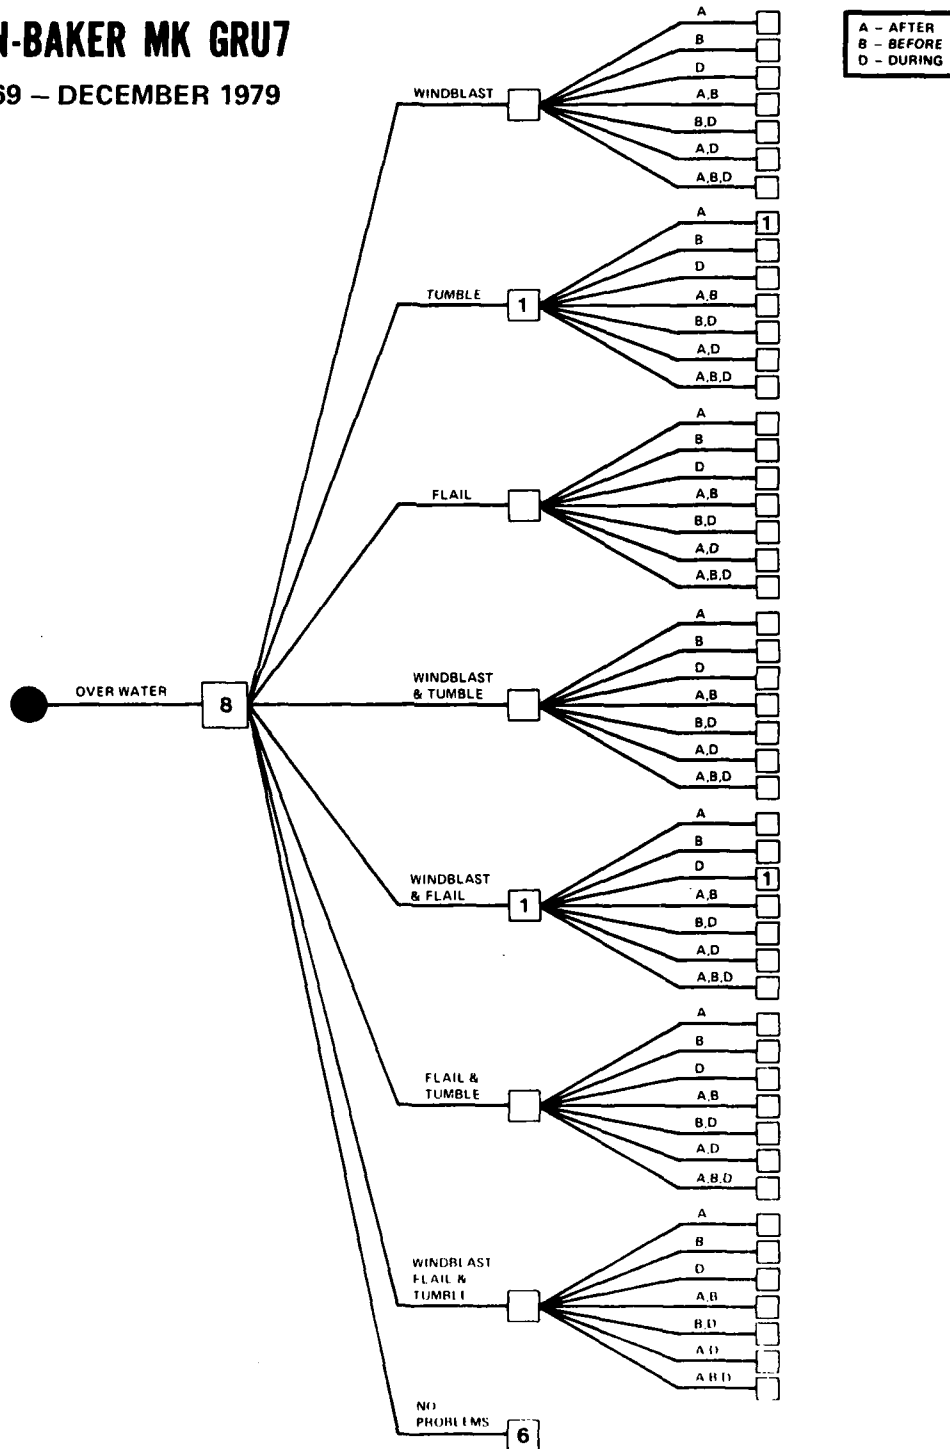 N-BAKER MK GRU7
69 – DECEMBER 1979
A – AFTER
B – BEFORE
D – DURING
OVER WATER
8
WINDBLAST
A
B
D
A,B
B,D
A,D
A,B,D
TUMBLE
1
A
1
B
D
A,B
B,D
A,D
A,B,D
FLAIL
A
B
D
A,B
B,D
A,D
A,B,D
WINDBLAST
& TUMBLE
A
B
D
A,B
B,D
A,D
A,B,D
WINDBLAST
& FLAIL
1
A
B
D
1
A,B
B,D
A,D
A,B,D
FLAIL &
TUMBLE
A
B
D
A,B
B,D
A,D
A,B,D
WINDBLAST
FLAIL &
TUMBLE
A
B
D
A,B
B,D
A,D
A,B,D
NO
PROBLEMS
6